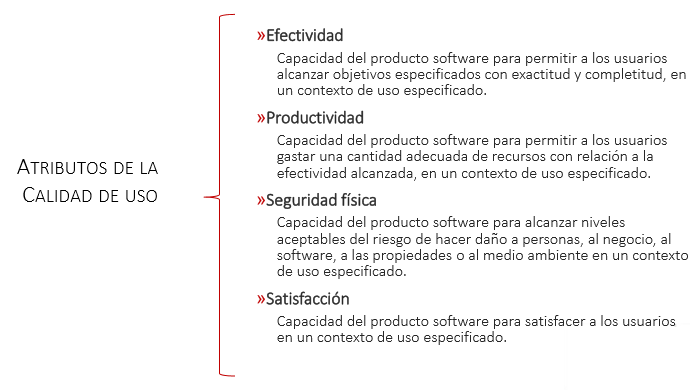 ATRIBUTOS DE LA
CALIDAD DE USO
»Efectividad
Capacidad del producto software para permitir a los usuarios
alcanzar objetivos especificados con exactitud y completitud, en
un contexto de uso especificado.
»Productividad
Capacidad del producto software para permitir a los usuarios
gastar una cantidad adecuada de recursos con relación a la
efectividad alcanzada, en un contexto de uso especificado.
»Seguridad física
Capacidad del producto software para alcanzar niveles
aceptables del riesgo de hacer daño a personas, al negocio, al
software, a las propiedades o al medio ambiente en un contexto
de uso especificado.
»Satisfacción
Capacidad del producto software para satisfacer a los usuarios
en un contexto de uso especificado.